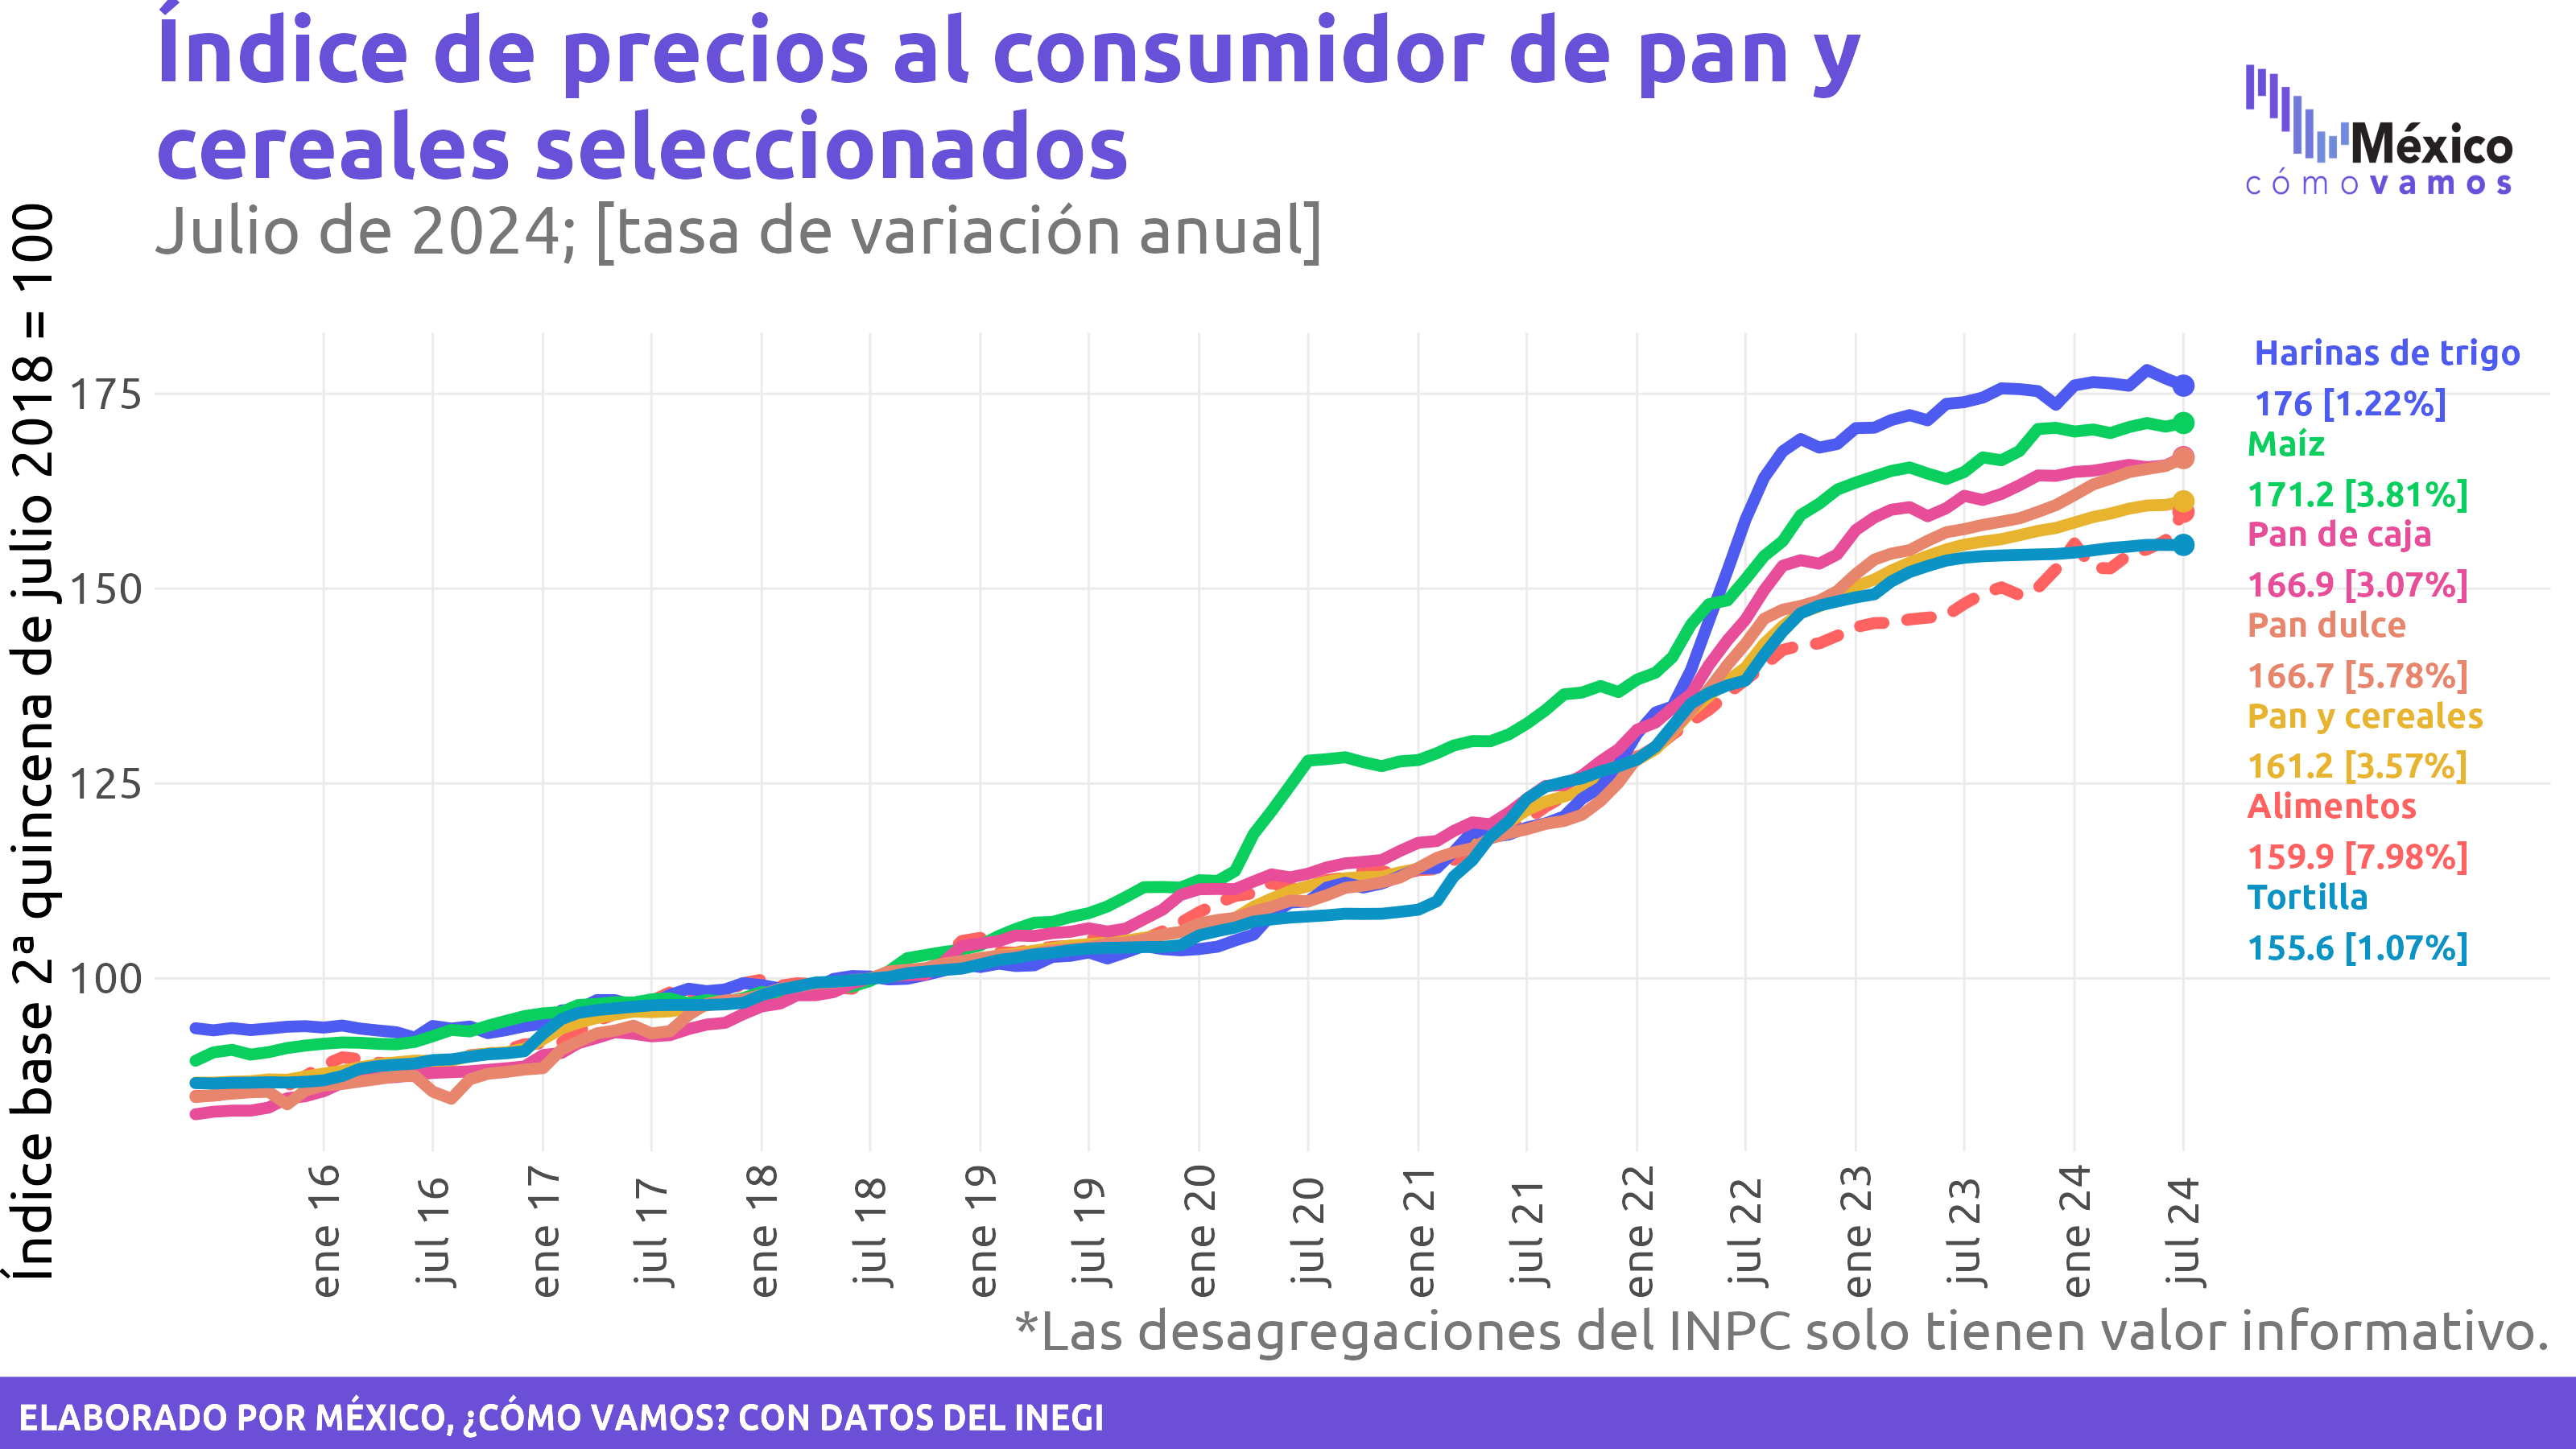 Índice de precios al consumidor de pan y
cereales seleccionados
Julio de 2024; [tasa de variación anual]
México
cómo vamos
Índice base 2ª quincena de julio 2018 = 100
175
150
125
100
Harinas de trigo
176 [1.22%]
Maíz
171.2 [3.81%]
Pan de caja
166.9 [3.07%]
Pan dulce
166.7 [5.78%]
Pan y cereales
161.2 [3.57%]
Alimentos
159.9 [7.98%]
Tortilla
155.6 [1.07%]
ene 16
jul 16
ene 17
jul 17
ene 18
jul 18
ene 19
jul 19
ene 20
jul 20
ene 21
jul 21
ene 22
jul 22
ene 23
jul 23
ene 24
jul 24
*Las desagregaciones del INPC solo tienen valor informativo.
ELABORADO POR MÉXICO, ¿CÓMO VAMOS? CON DATOS DEL INEGI